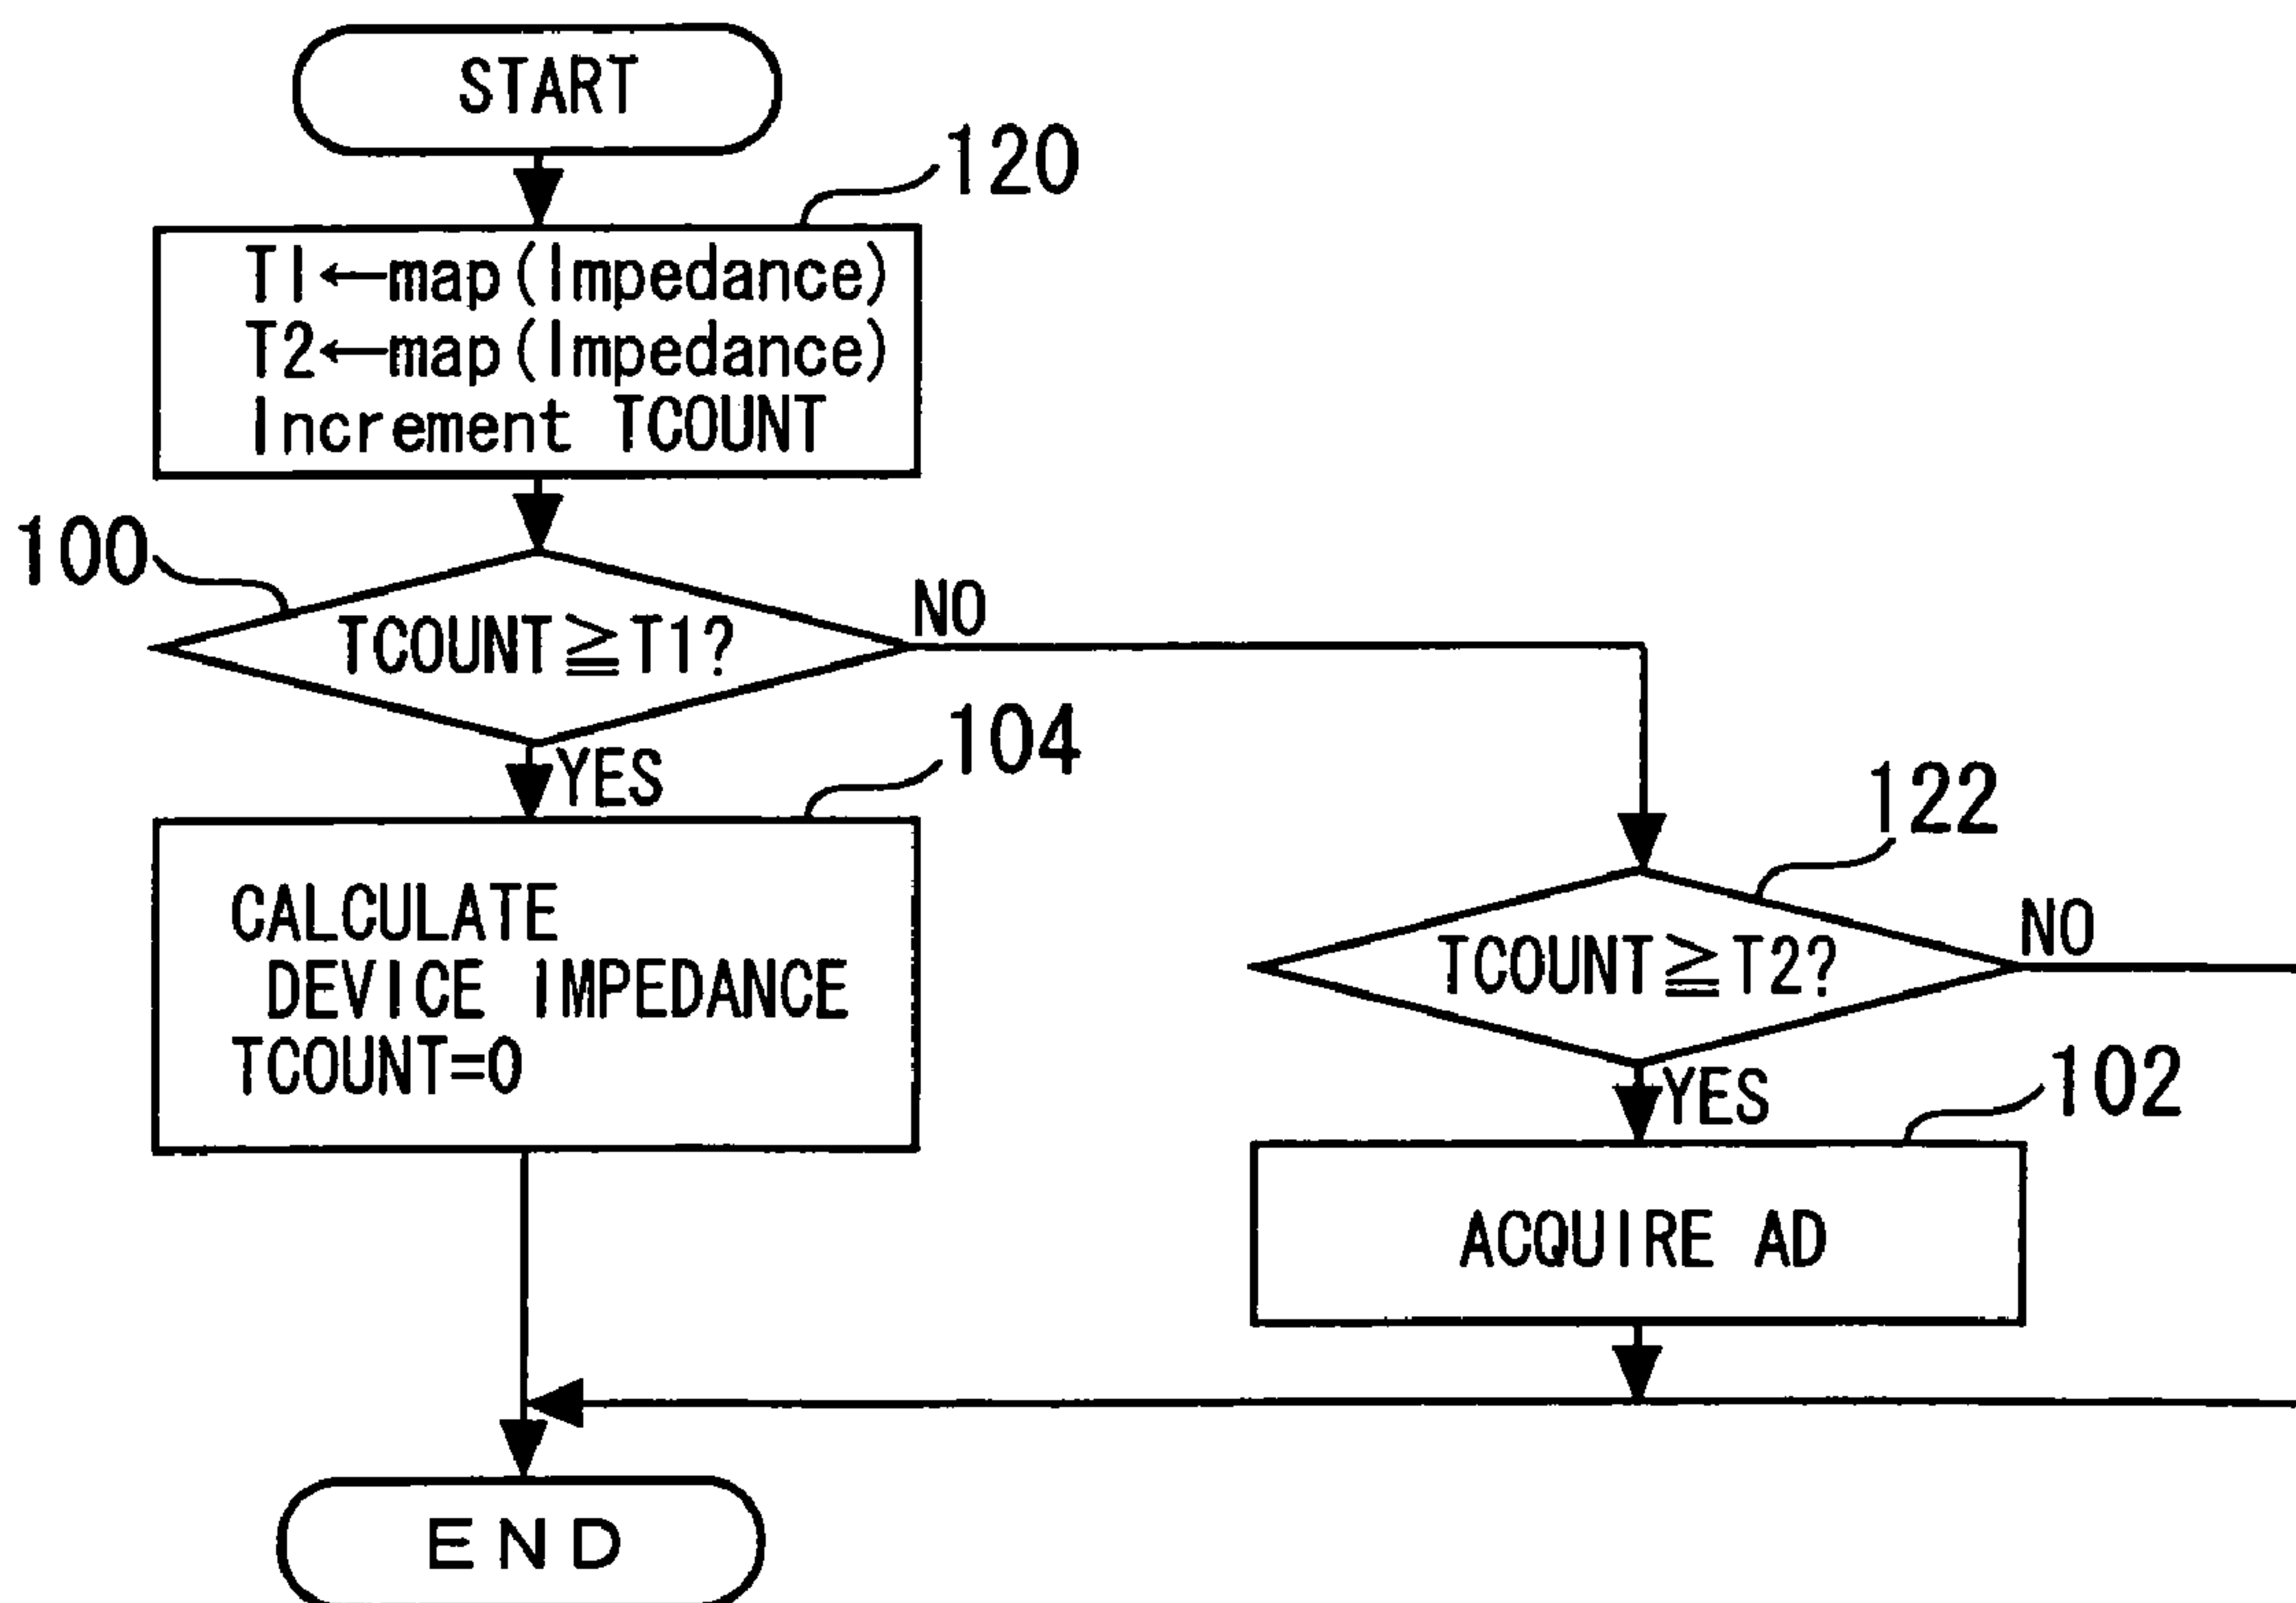 START
120
T1←map(Impedance)
T2←map(Impedance)
Increment TCOUNT
100
TCOUNT≧T1?
NO
YES
104
CALCULATE
DEVICE IMPEDANCE
TCOUNT=0
122
TCOUNT≧T2?
NO
YES
102
ACQUIRE AD
END